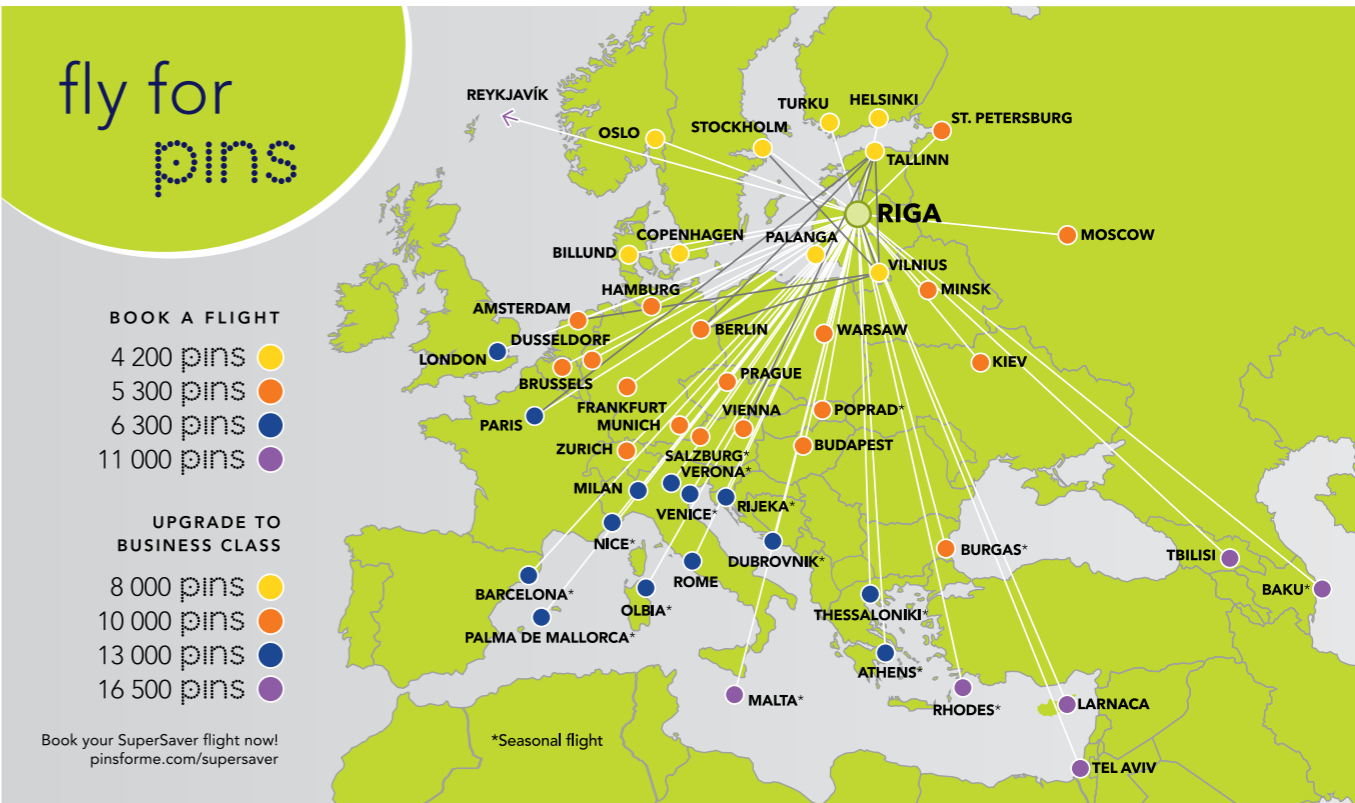 fly for
pins
BOOK A FLIGHT
4 200 pins
5 300 pins
6 300 pins
11 000 pins
UPGRADE TO
BUSINESS CLASS
8 000 pins
10 000 pins
13 000 pins
16 500 pins
Book your SuperSaver flight now!
pinsforme.com/supersaver
REYKJAVÍK
OSLO
STOCKHOLM
TURKU
HELSINKI
ST. PETERSBURG
TALLINN
RIGA
MOSCOW
BILLUND
COPENHAGEN
PALANGA
VILNIUS
MINSK
HAMBURG
AMSTERDAM
DUSSELDORF
LONDON
BRUSSELS
BERLIN
WARSAW
KIEV
PRAGUE
FRANKFURT
PARIS
MUNICH
VIENNA
POPRAD*
ZURICH
SALZBURG*
BUDAPEST
VERONA*
MILAN
VENICE*
RIJEKA*
NICE*
DUBROVNIK*
BURGAS*
TBILISI
BAKU*
BARCELONA*
OLBIA*
ROME
THESSALONIKI*
PALMA DE MALLORCA*
ATHENS*
MALTA*
RHODES*
LARNACA
TEL AVIV
*Seasonal flight